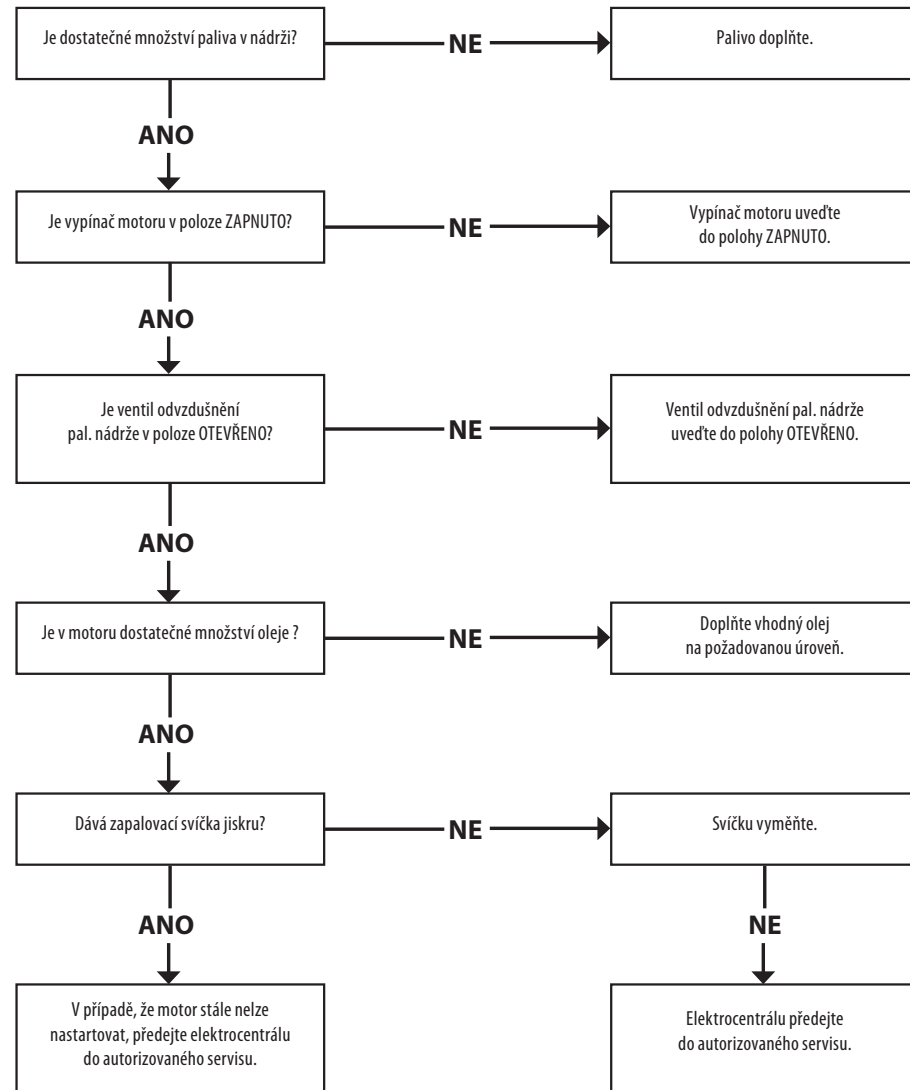 Je dostatečné množství paliva v nádrži?
NE
Palivo doplňte.
ANO
Je vypínač motoru v poloze ZAPNUTO?
NE
Vypínač motoru uveďte
do polohy ZAPNUTO.
ANO
Je ventil odvzdušnění
pal. nádrže v poloze OTEVŘENO?
NE
Ventil odvzdušnění pal. nádrže
uveďte do polohy OTEVŘENO.
ANO
Je v motoru dostatečné množství oleje ?
NE
Doplňte vhodný olej
na požadovanou úroveň.
ANO
Dává zapalovací svíčka jiskru?
NE
Svíčku vyměňte.
ANO
NE
V případě, že motor stále nelze
nastartovat, předejte elektrocentrálu
do autorizovaného servisu.
Elektrocentrálu předejte
do autorizovaného servisu.